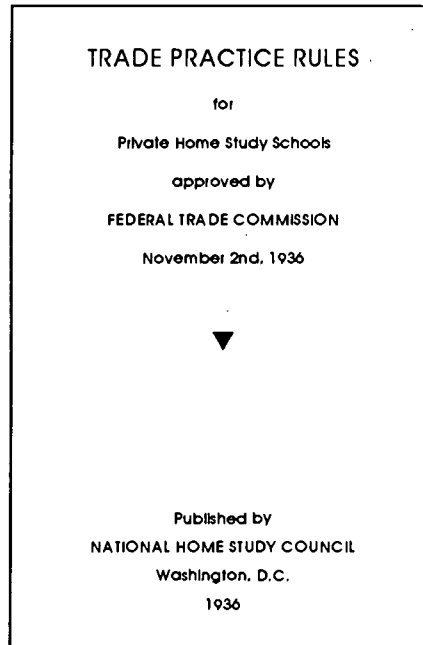 TRADE PRACTICE RULES
for
Private Home Study Schools
approved by
FEDERAL TRADE COMMISSION
November 2nd, 1936
Published by
NATIONAL HOME STUDY COUNCIL
Washington, D.C.
1936